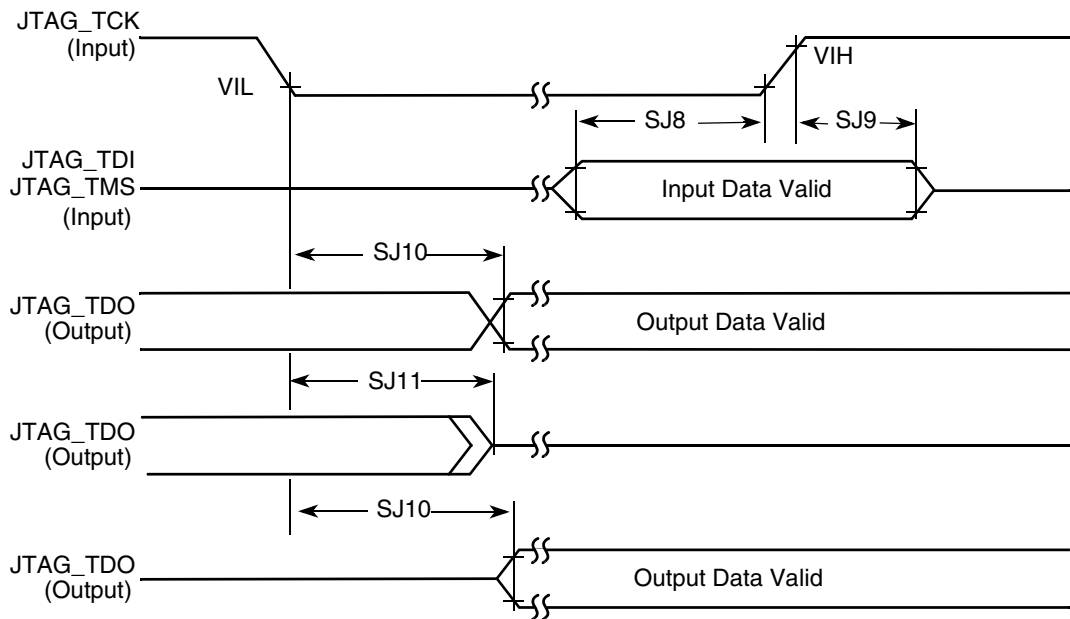 JTAG_TCK
(Input)
VIL
VIH
SJ8
SJ9
JTAG_TDI
JTAG_TMS
(Input)
Input Data Valid
SJ10
JTAG_TDO
(Output)
Output Data Valid
SJ11
JTAG_TDO
(Output)
SJ10
JTAG_TDO
(Output)
Output Data Valid